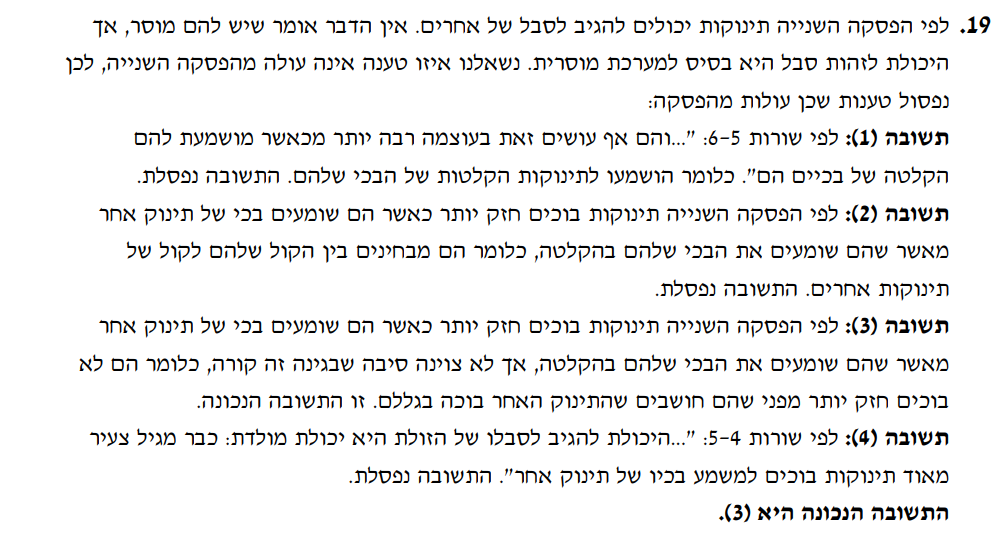 19. לפי הפסקה השנייה תינוקות יכולים להגיב לסבל של אחרים. אין הדבר אומר שיש להם מוסר, אך
היכולת לזהות סבל היא בסיס למערכת מוסרית. נשאלנו איזו טענה אינה עולה מהפסקה השנייה, לכן
נפסול טענות שכן עולות מהפסקה:
תשובה (1): לפי שורות 5–6: "...והם אף עושים זאת בעוצמה רבה יותר מכאשר מושמעת להם
הקלטה של בכיים הם". כלומר הושמעו לתינוקות הקלטות של הבכי שלהם. התשובה נפסלת.
תשובה (2): לפי הפסקה השנייה תינוקות בוכים חזק יותר כאשר הם שומעים בכי של תינוק אחר
מאשר שהם שומעים את הבכי שלהם בהקלטה, כלומר הם מבחינים בין הקול שלהם לקול של
תינוקות אחרים. התשובה נפסלת.
תשובה (3): לפי הפסקה השנייה תינוקות בוכים חזק יותר כאשר הם שומעים בכי של תינוק אחר
מאשר שהם שומעים את הבכי שלהם בהקלטה, אך לא צוינה סיבה שבגינה זה קורה, כלומר הם לא
בוכים חזק יותר מפני שהם חושבים שהתינוק האחר בוכה בגללם. זו התשובה הנכונה.
תשובה (4): לפי שורות 4–5: "...היכולת להגיב לסבלו של הזולת היא יכולת מולדת: כבר מגיל צעיר
מאוד תינוקות בוכים למשמע בכיו של תינוק אחר". התשובה נפסלת.
התשובה הנכונה היא (3).